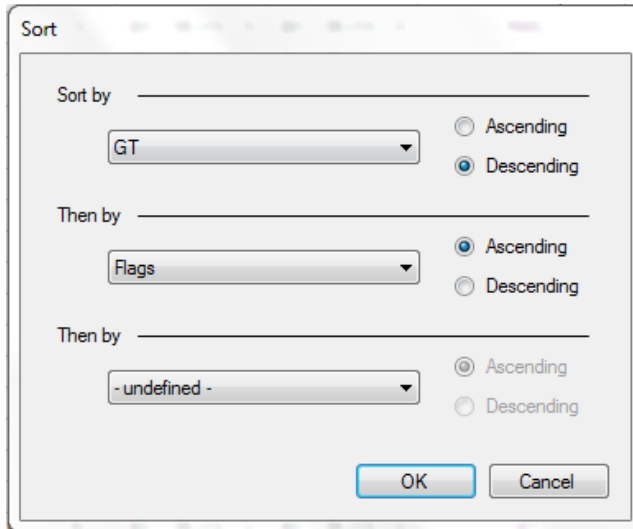 Sort
Sort by
GT
Ascending
Descending
Then by
Flags
Ascending
Descending
Then by
- undefined -
Ascending
Descending
OK
Cancel